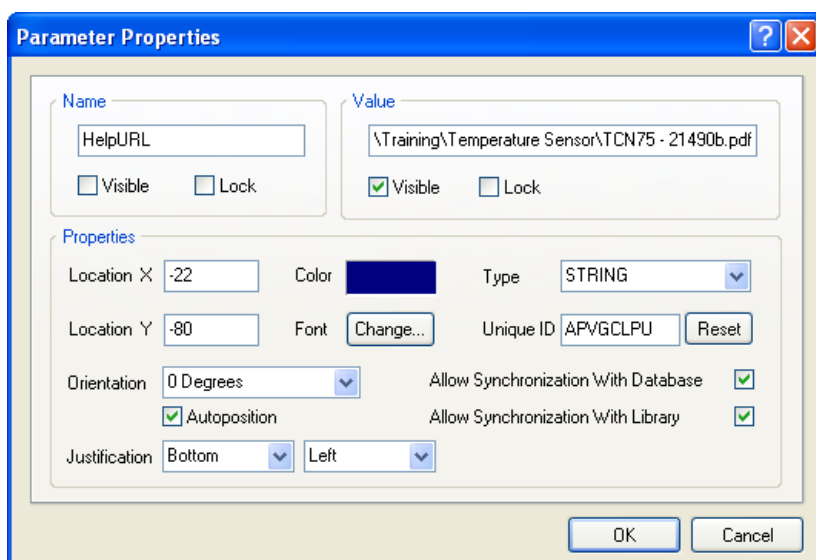 Parameter Properties ?
Name Value
HelpURL \Training\Temperature Sensor\TCN75 - 21490b.pdf
Visible Lock Visible Lock
Properties
Location X -22 Color Type STRING
Location Y -80 Font Change... Unique ID APVGCLPU Reset
Orientation 0 Degrees Allow Synchronization With Database
Autoposition Allow Synchronization With Library
Justification Bottom Left
OK Cancel